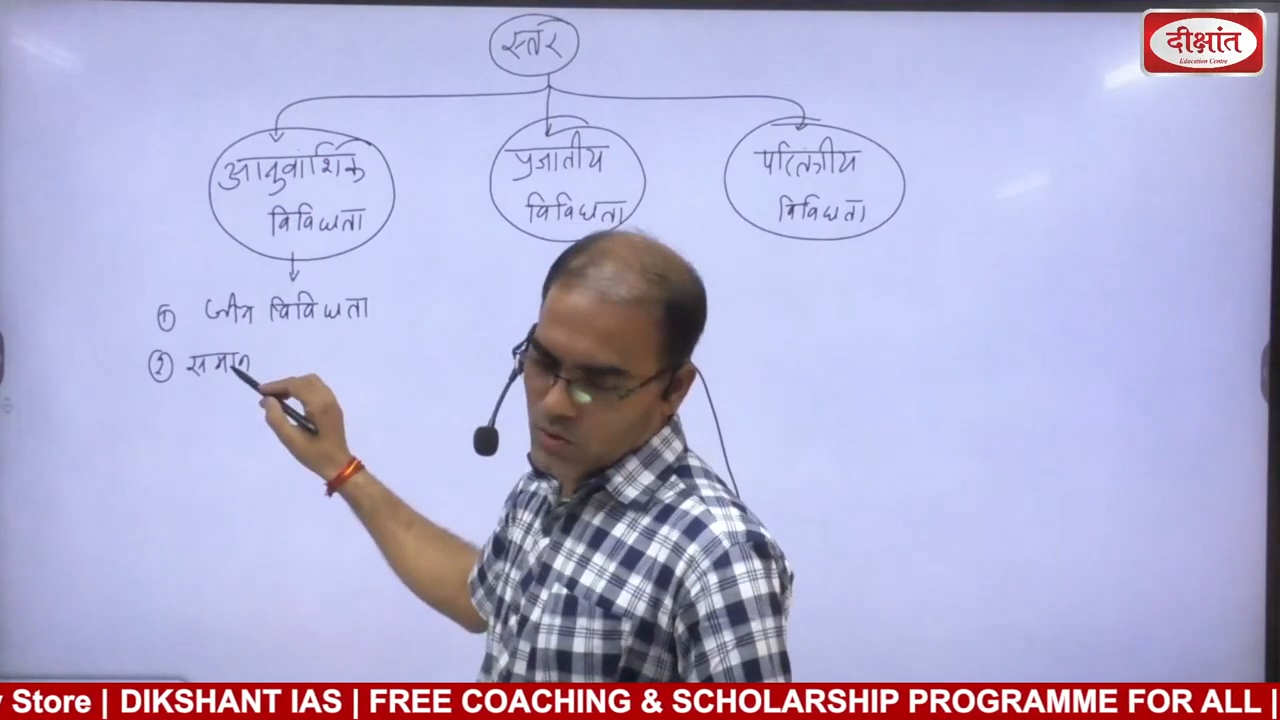 दीक्षांत
Education Centre
स्तर
आनुवांशिक
विविधता
प्रजातीय
विविधता
परितंत्रीय
विविधता
① जीन विविधता
② समान
y Store | DIKSHANT IAS | FREE COACHING & SCHOLARSHIP PROGRAMME FOR ALL |